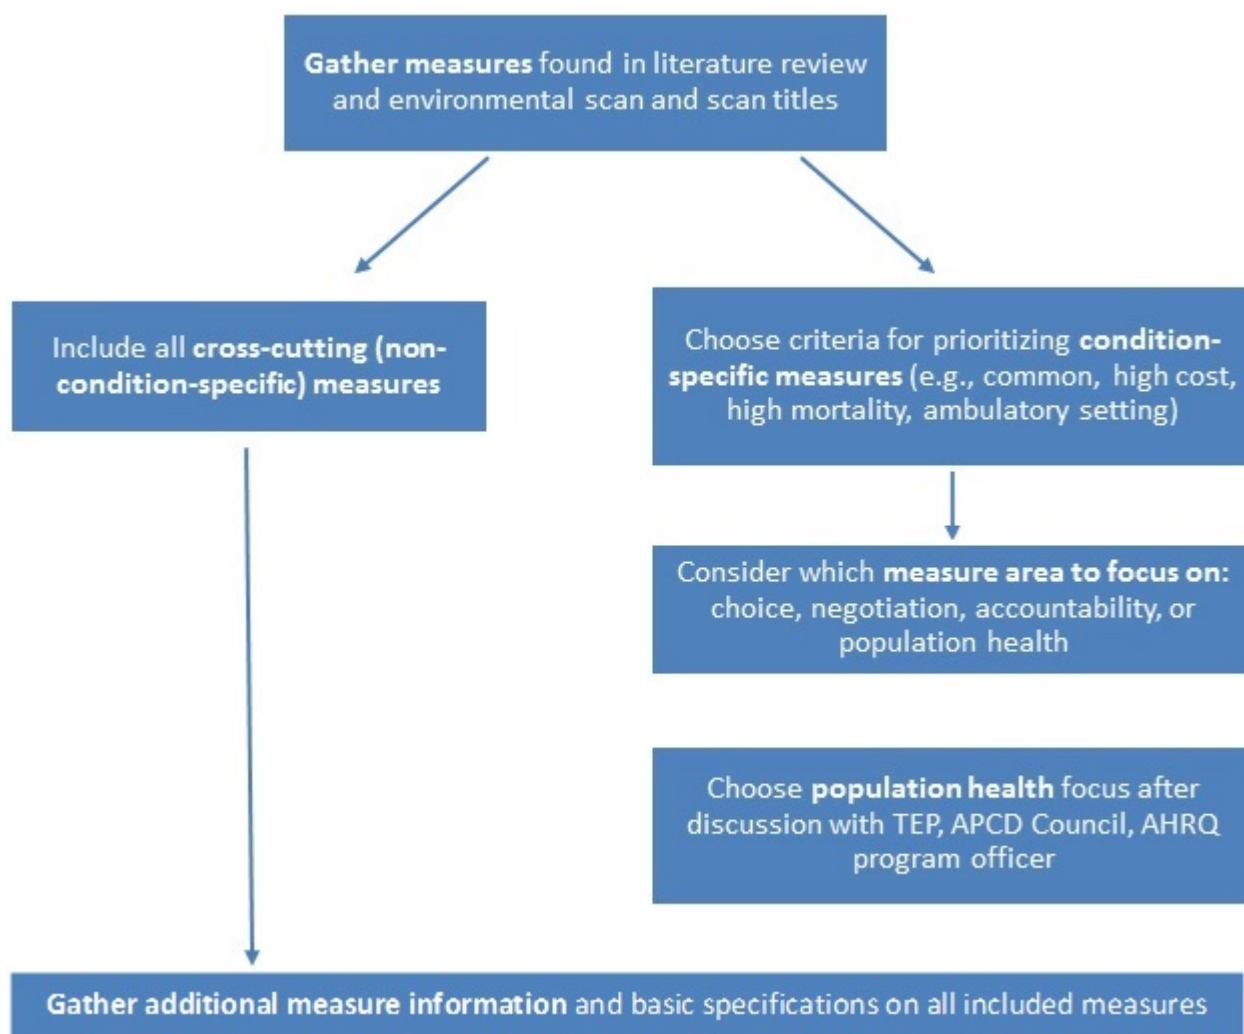 Gather measures found in literature review
and environmental scan and scan titles
Include all cross-cutting (non-
condition-specific) measures
Choose criteria for prioritizing condition-
specific measures (e.g., common, high cost,
high mortality, ambulatory setting)
Consider which measure area to focus on:
choice, negotiation, accountability, or
population health
Choose population health focus after
discussion with TEP, APCD Council, AHRQ
program officer
Gather additional measure information and basic specifications on all included measures